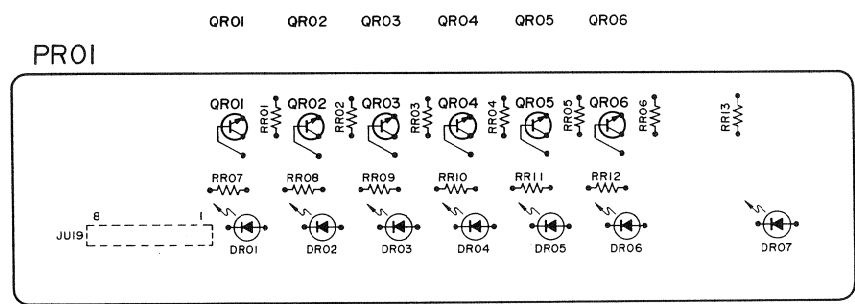 QR01 QR02 QR03 QR04 QR05 QR06
PR01
QR01 RR01 QR02 RR02 QR03 RR03 QR04 RR04 QR05 RR05 QR06 RR06 RR13
RR07 RR08 RR09 RR10 RR11 RR12
8 1
JU19
DR01 DR02 DR03 DR04 DR05 DR06 DR07